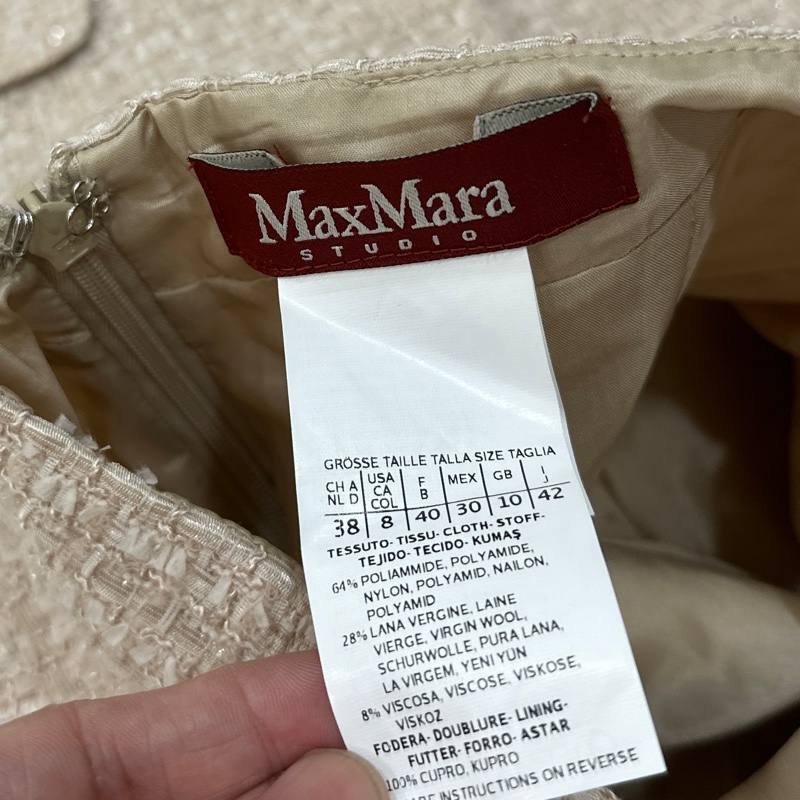 MaxMara
STUDIO
GRÖSSE TAILLE TALLA SIZE TAGLIA
CH A NL D
USA CA COL
F B
MEX
GB
I J
38 8 40 30 10 42
TESSUTO- TISSU- CLOTH- STOFF-
TEJIDO- TECIDO- KUMAŞ
64% POLIAMMIDE, POLYAMIDE,
NYLON, POLYAMID, NAILON,
POLYAMID
28% LANA VERGINE, LAINE
VIERGE, VIRGIN WOOL,
SCHURWOLLE, PURA LANA,
LA VIRGEM, YENI YUN
8% VISCOSA, VISCOSE, VISKOSE,
VISKOZ
FODERA- DOUBLURE- LINING-
FUTTER- FORRO- ASTAR
100% CUPRO, KUPRO
INSTRUCTIONS ON REVERSE